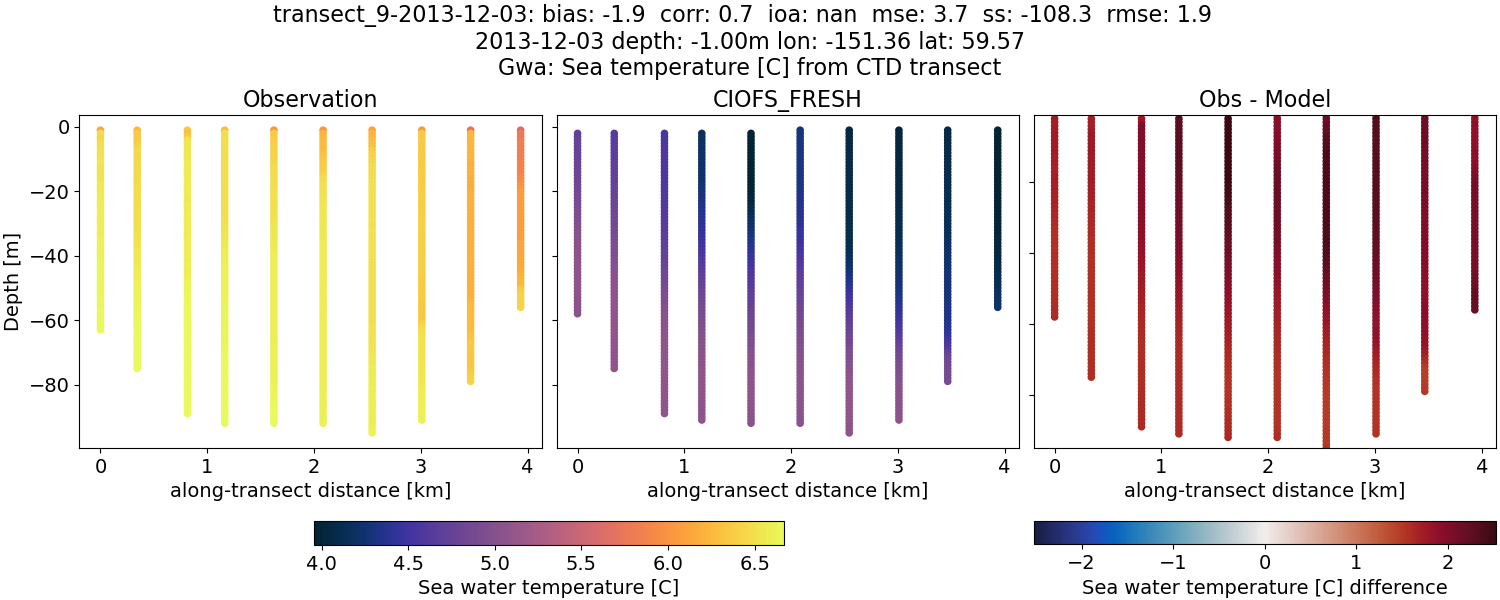 transect_9-2013-12-03: bias: -1.9  corr: 0.7  ioa: nan  mse: 3.7  ss: -108.3  rmse: 1.9
2013-12-03 depth: -1.00m lon: -151.36 lat: 59.57
Gwa: Sea temperature [C] from CTD transect
Observation
CIOFS_FRESH
Obs - Model
Depth [m]
0
−20
−40
−60
−80
0 1 2 3 4
0 1 2 3 4
0 1 2 3 4
along-transect distance [km]
along-transect distance [km]
along-transect distance [km]
4.0 4.5 5.0 5.5 6.0 6.5
Sea water temperature [C]
−2 −1 0 1 2
Sea water temperature [C] difference